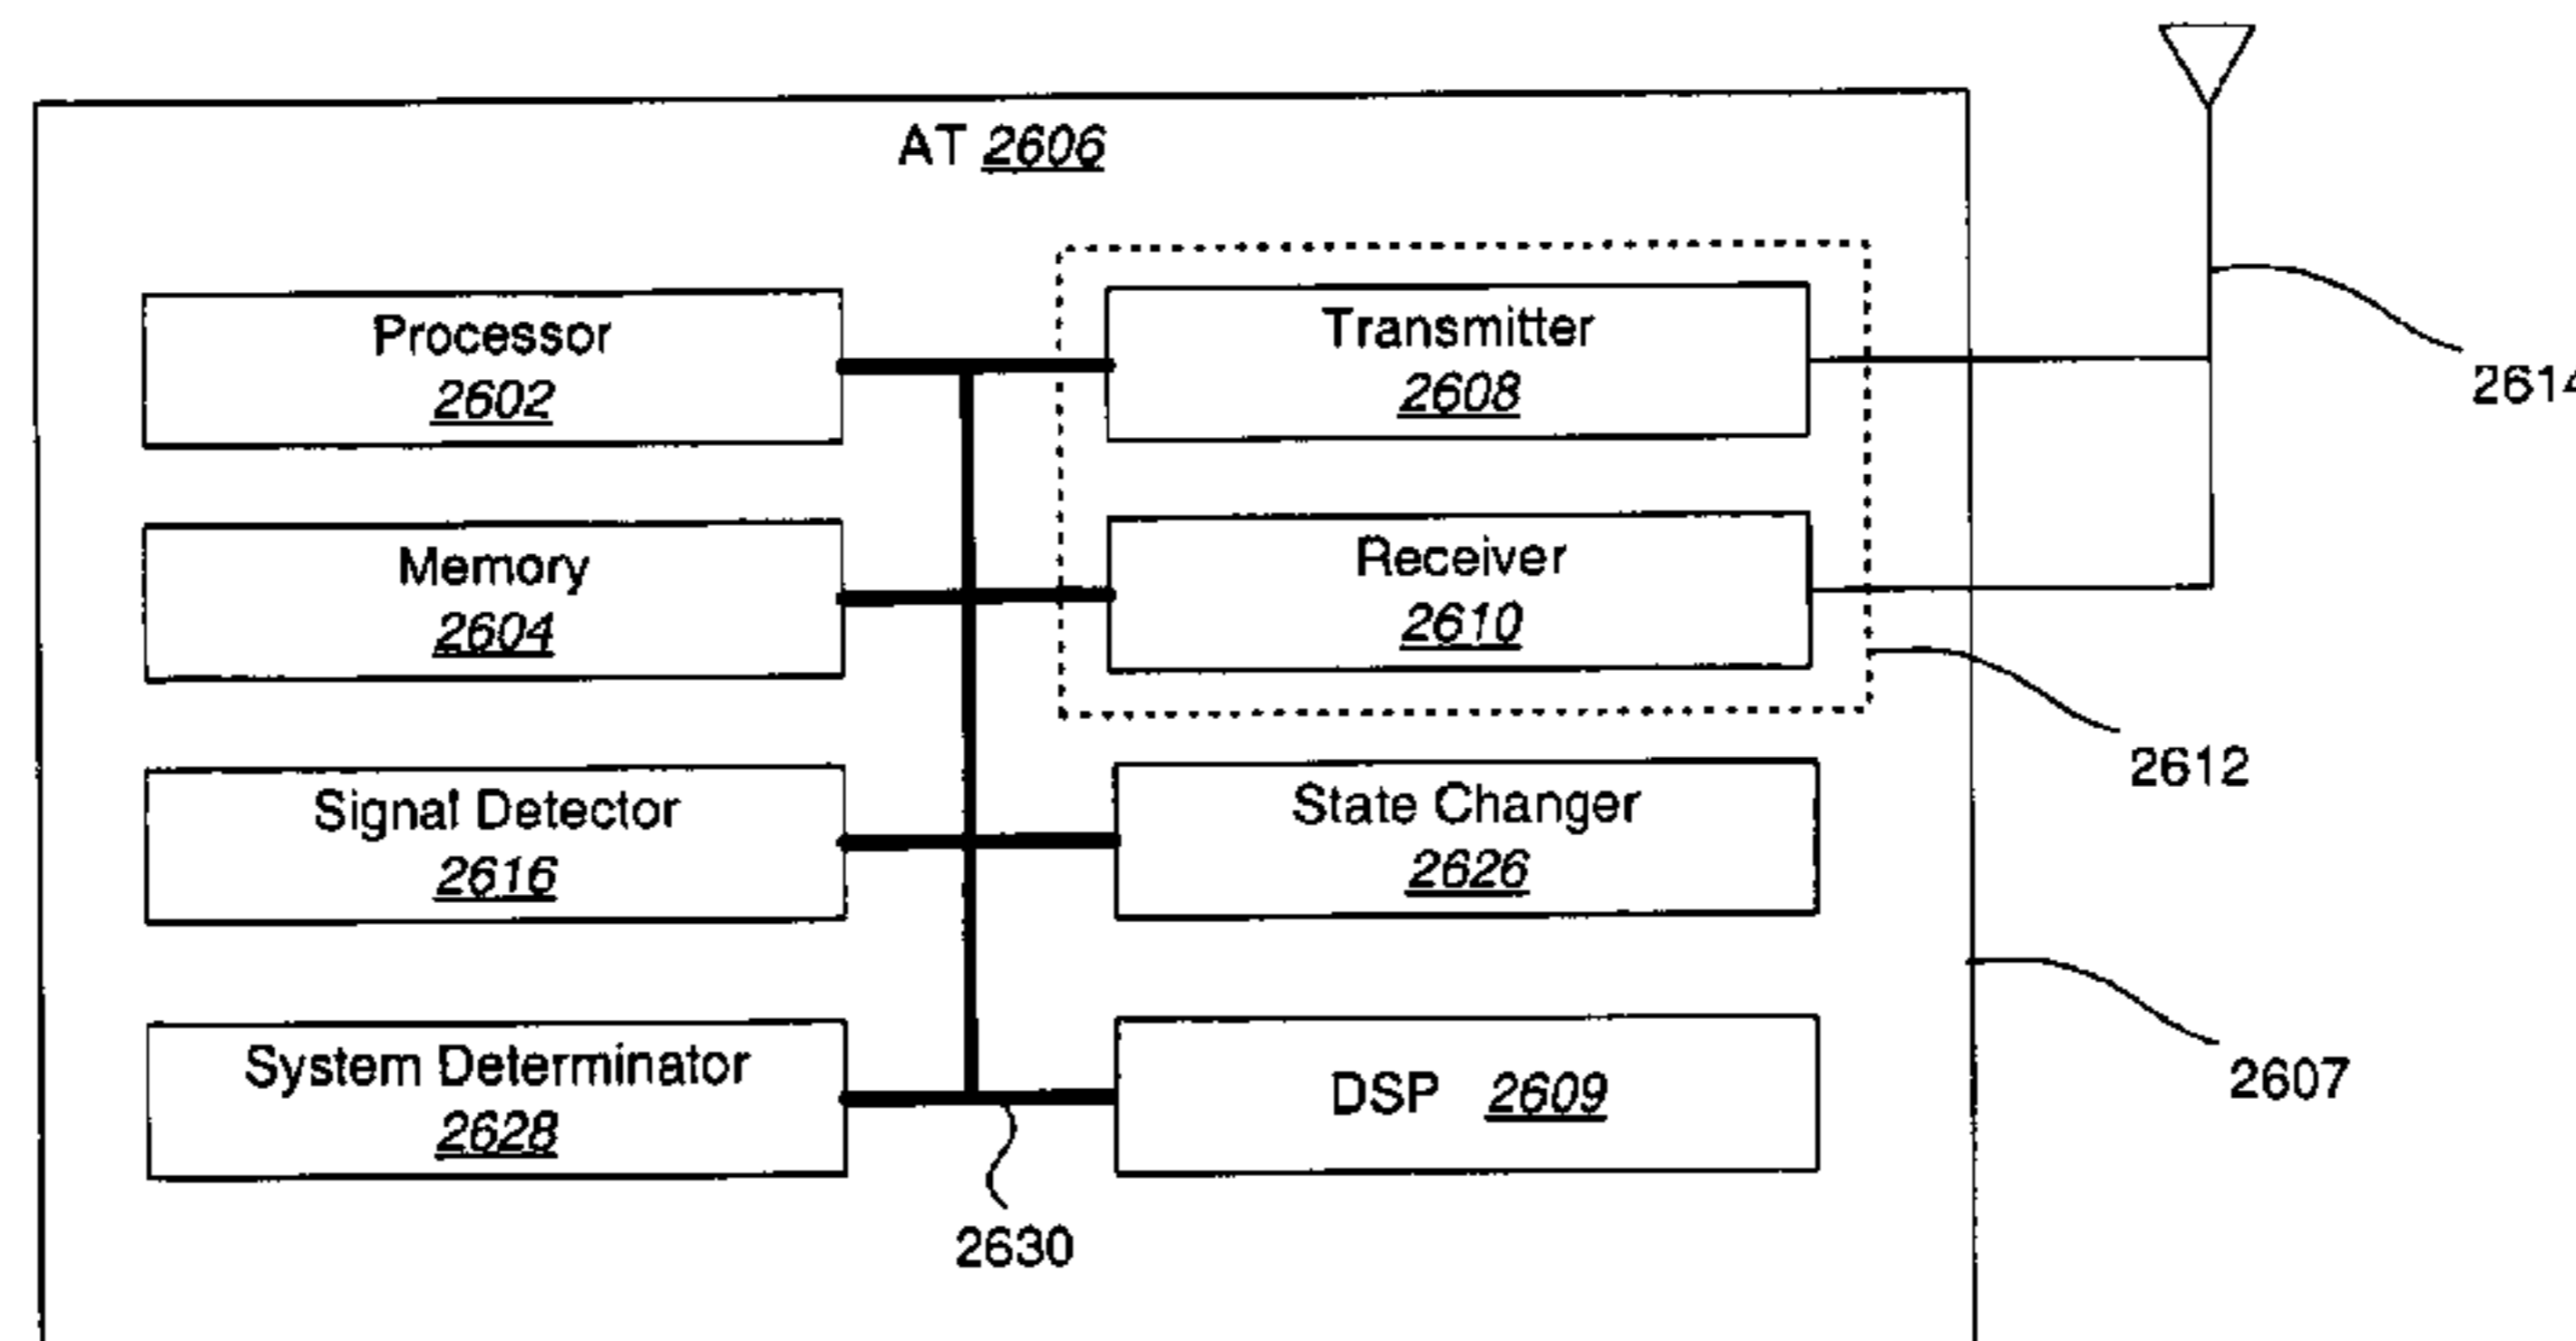 AT 2606
Processor
2602
Transmitter
2608
2614
Memory
2604
Receiver
2610
2612
Signal Detector
2616
State Changer
2626
2607
System Determinator
2628
DSP 2609
2630